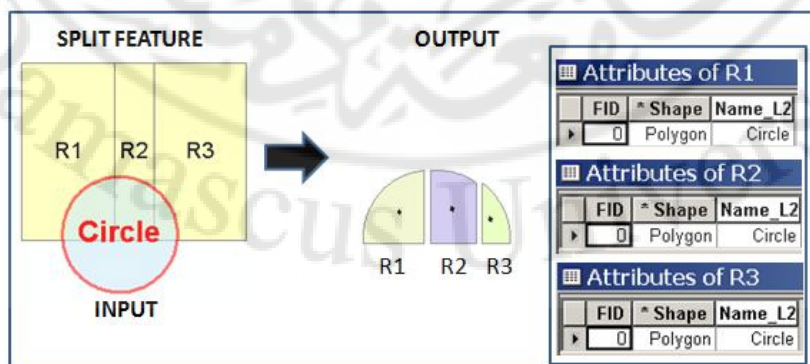 SPLIT FEATURE
OUTPUT
R1 R2 R3
Circle
INPUT
R1 R2 R3
Attributes of R1
FID * Shape Name_L2
0 Polygon Circle
Attributes of R2
FID * Shape Name_L2
0 Polygon Circle
Attributes of R3
FID * Shape Name_L2
0 Polygon Circle